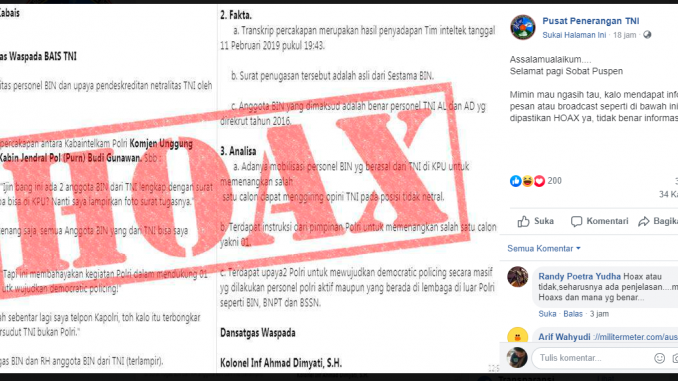 Kabais
as Waspada BAIS TNI
itas personel BIN dan upaya pendeskreditan netralitas TNI oleh
percakapan antara Kabaintelkam Polri Komjen Unggung
Kabin Jendral Pol (Purn) Budi Gunawan. Sbb :
"Ijin bang ini ada 2 anggota BIN dari TNI lengkap dengan surat
pa bisa di KPU? Nanti saya lampirkan foto surat tugasnya."
enang saja, semua Anggota BIN yang dari TNI bisa saya
Tapi ini membahayakan kegiatan Polri dalam mendukung 01
utk wujudkan democratic policing."
ah sebentar lagi saya telpon Kapolri, toh kalo itu terbongkar
ersudut TNI bukan Polri."
gas BIN dan RH anggota BIN dari TNI (terlampir).
2. Fakta.
a. Transkrip percakapan merupakan hasil penyadapan Tim inteltek tanggal
11 Pebruari 2019 pukul 19:43.
b. Surat penugasan tersebut adalah asli dari Sestama BIN.
c. Anggota BIN yang dimaksud adalah benar personel TNI AL dan AD yg
direkrut tahun 2016.
3. Analisa
a. Adanya mobilisasi personel BIN yg berasal dari TNI di KPU untuk
memenangkan salah
satu calon dapat menggiring opini TNI pada posisi tidak netral.
b. Terdapat instruksi dari pimpinan Polri untuk memenangkan salah satu calon
yakni 01.
c. Terdapat upaya2 Polri untuk mewujudkan democratic policing secara masif
yg dilakukan personel polri aktif maupun yang berada di lembaga di luar Polri
seperti BIN, BNPT dan BSSN.
Dansatgas Waspada
Kolonel Inf Ahmad Dimyati, S.H.
HOAX
Pusat Penerangan TNI
Sukai Halaman Ini · 18 jam ·
Assalamualaikum....
Selamat pagi Sobat Puspen
Mimin mau ngasih tau, kalo mendapat info
pesan atau broadcast seperti di bawah ini
dipastikan HOAX ya, tidak benar informas
200
34 K
Suka Komentari Bagika
Semua Komentar
Randy Poetra Yudha Hoax atau
tidak,seharusnya ada penjelasan....m
Hoaxs dan mana yg benar...
Suka · Balas · 3 jam
Arif Wahyudi ://militermeter.com/aus
Tulis komentar...